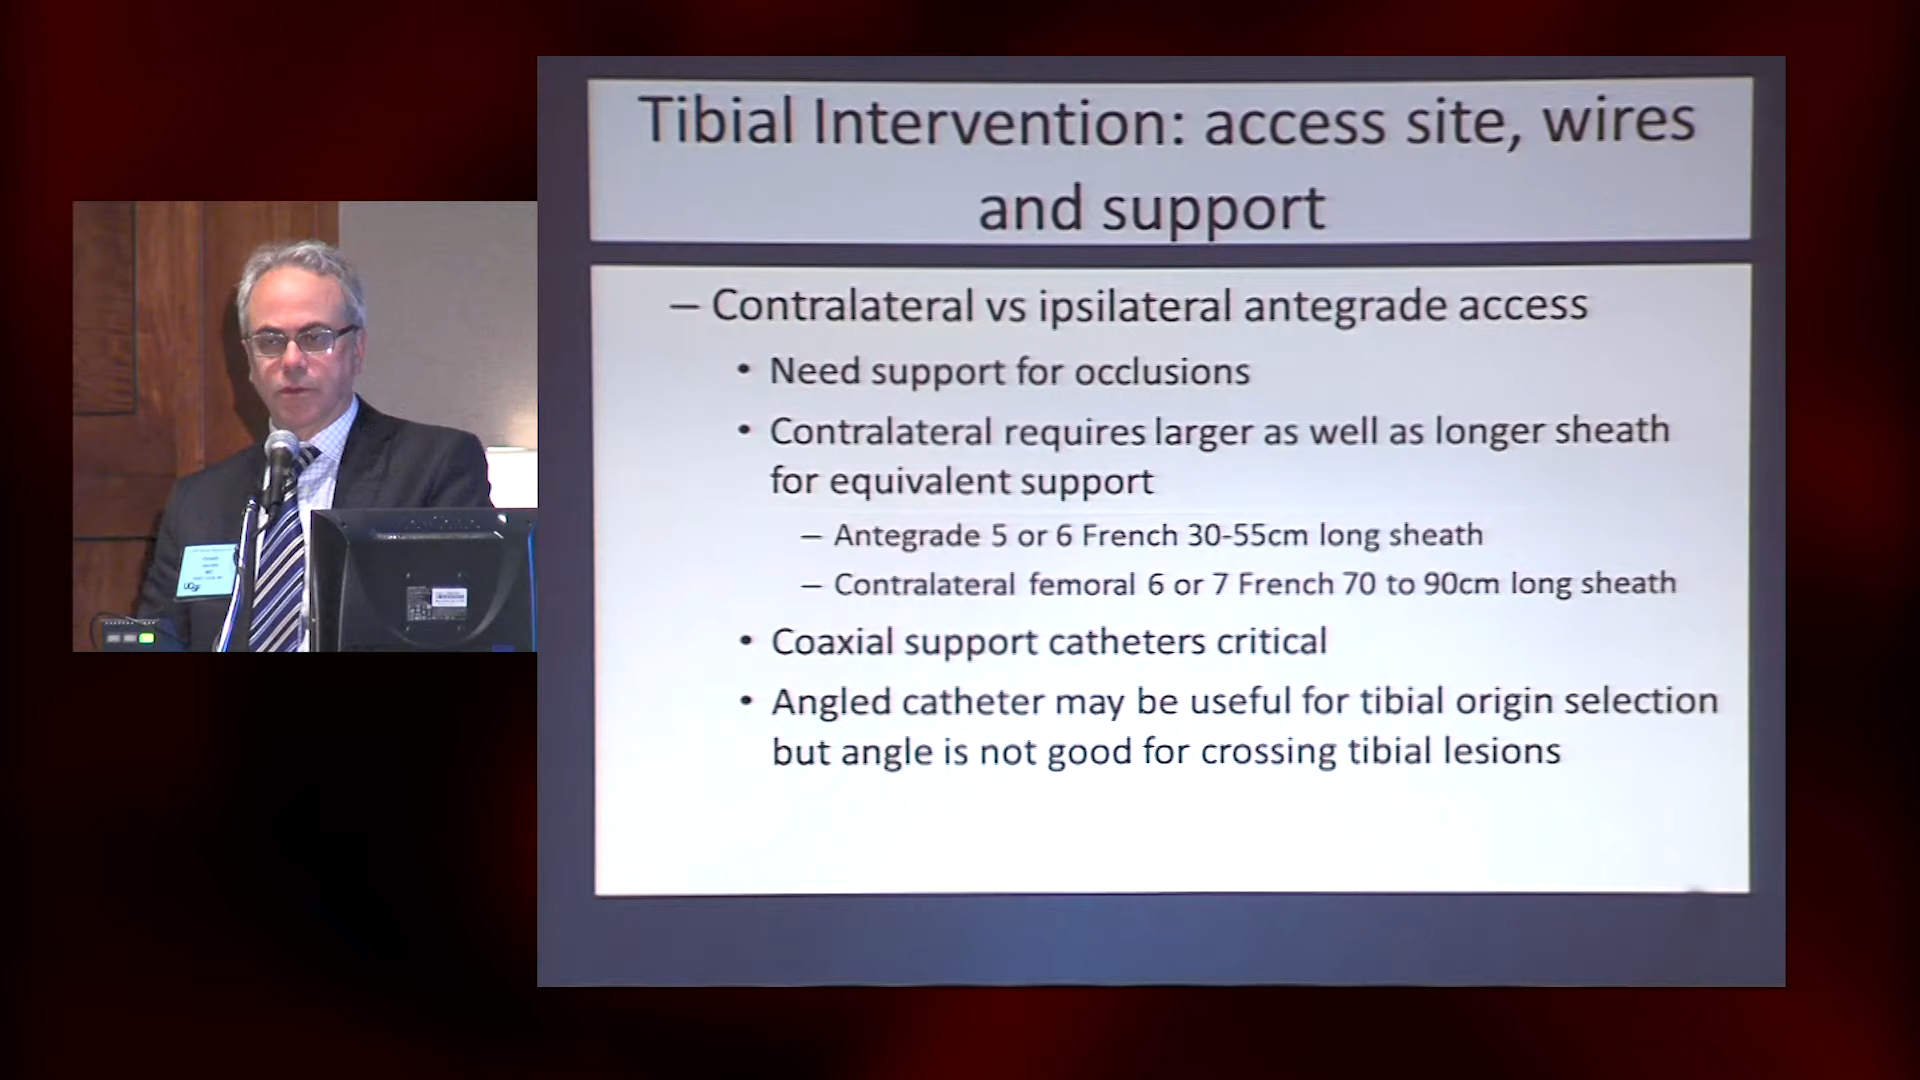 Tibial Intervention: access site, wires
and support
– Contralateral vs ipsilateral antegrade access
• Need support for occlusions
• Contralateral requires larger as well as longer sheath
for equivalent support
– Antegrade 5 or 6 French 30-55cm long sheath
– Contralateral femoral 6 or 7 French 70 to 90cm long sheath
• Coaxial support catheters critical
• Angled catheter may be useful for tibial origin selection
but angle is not good for crossing tibial lesions